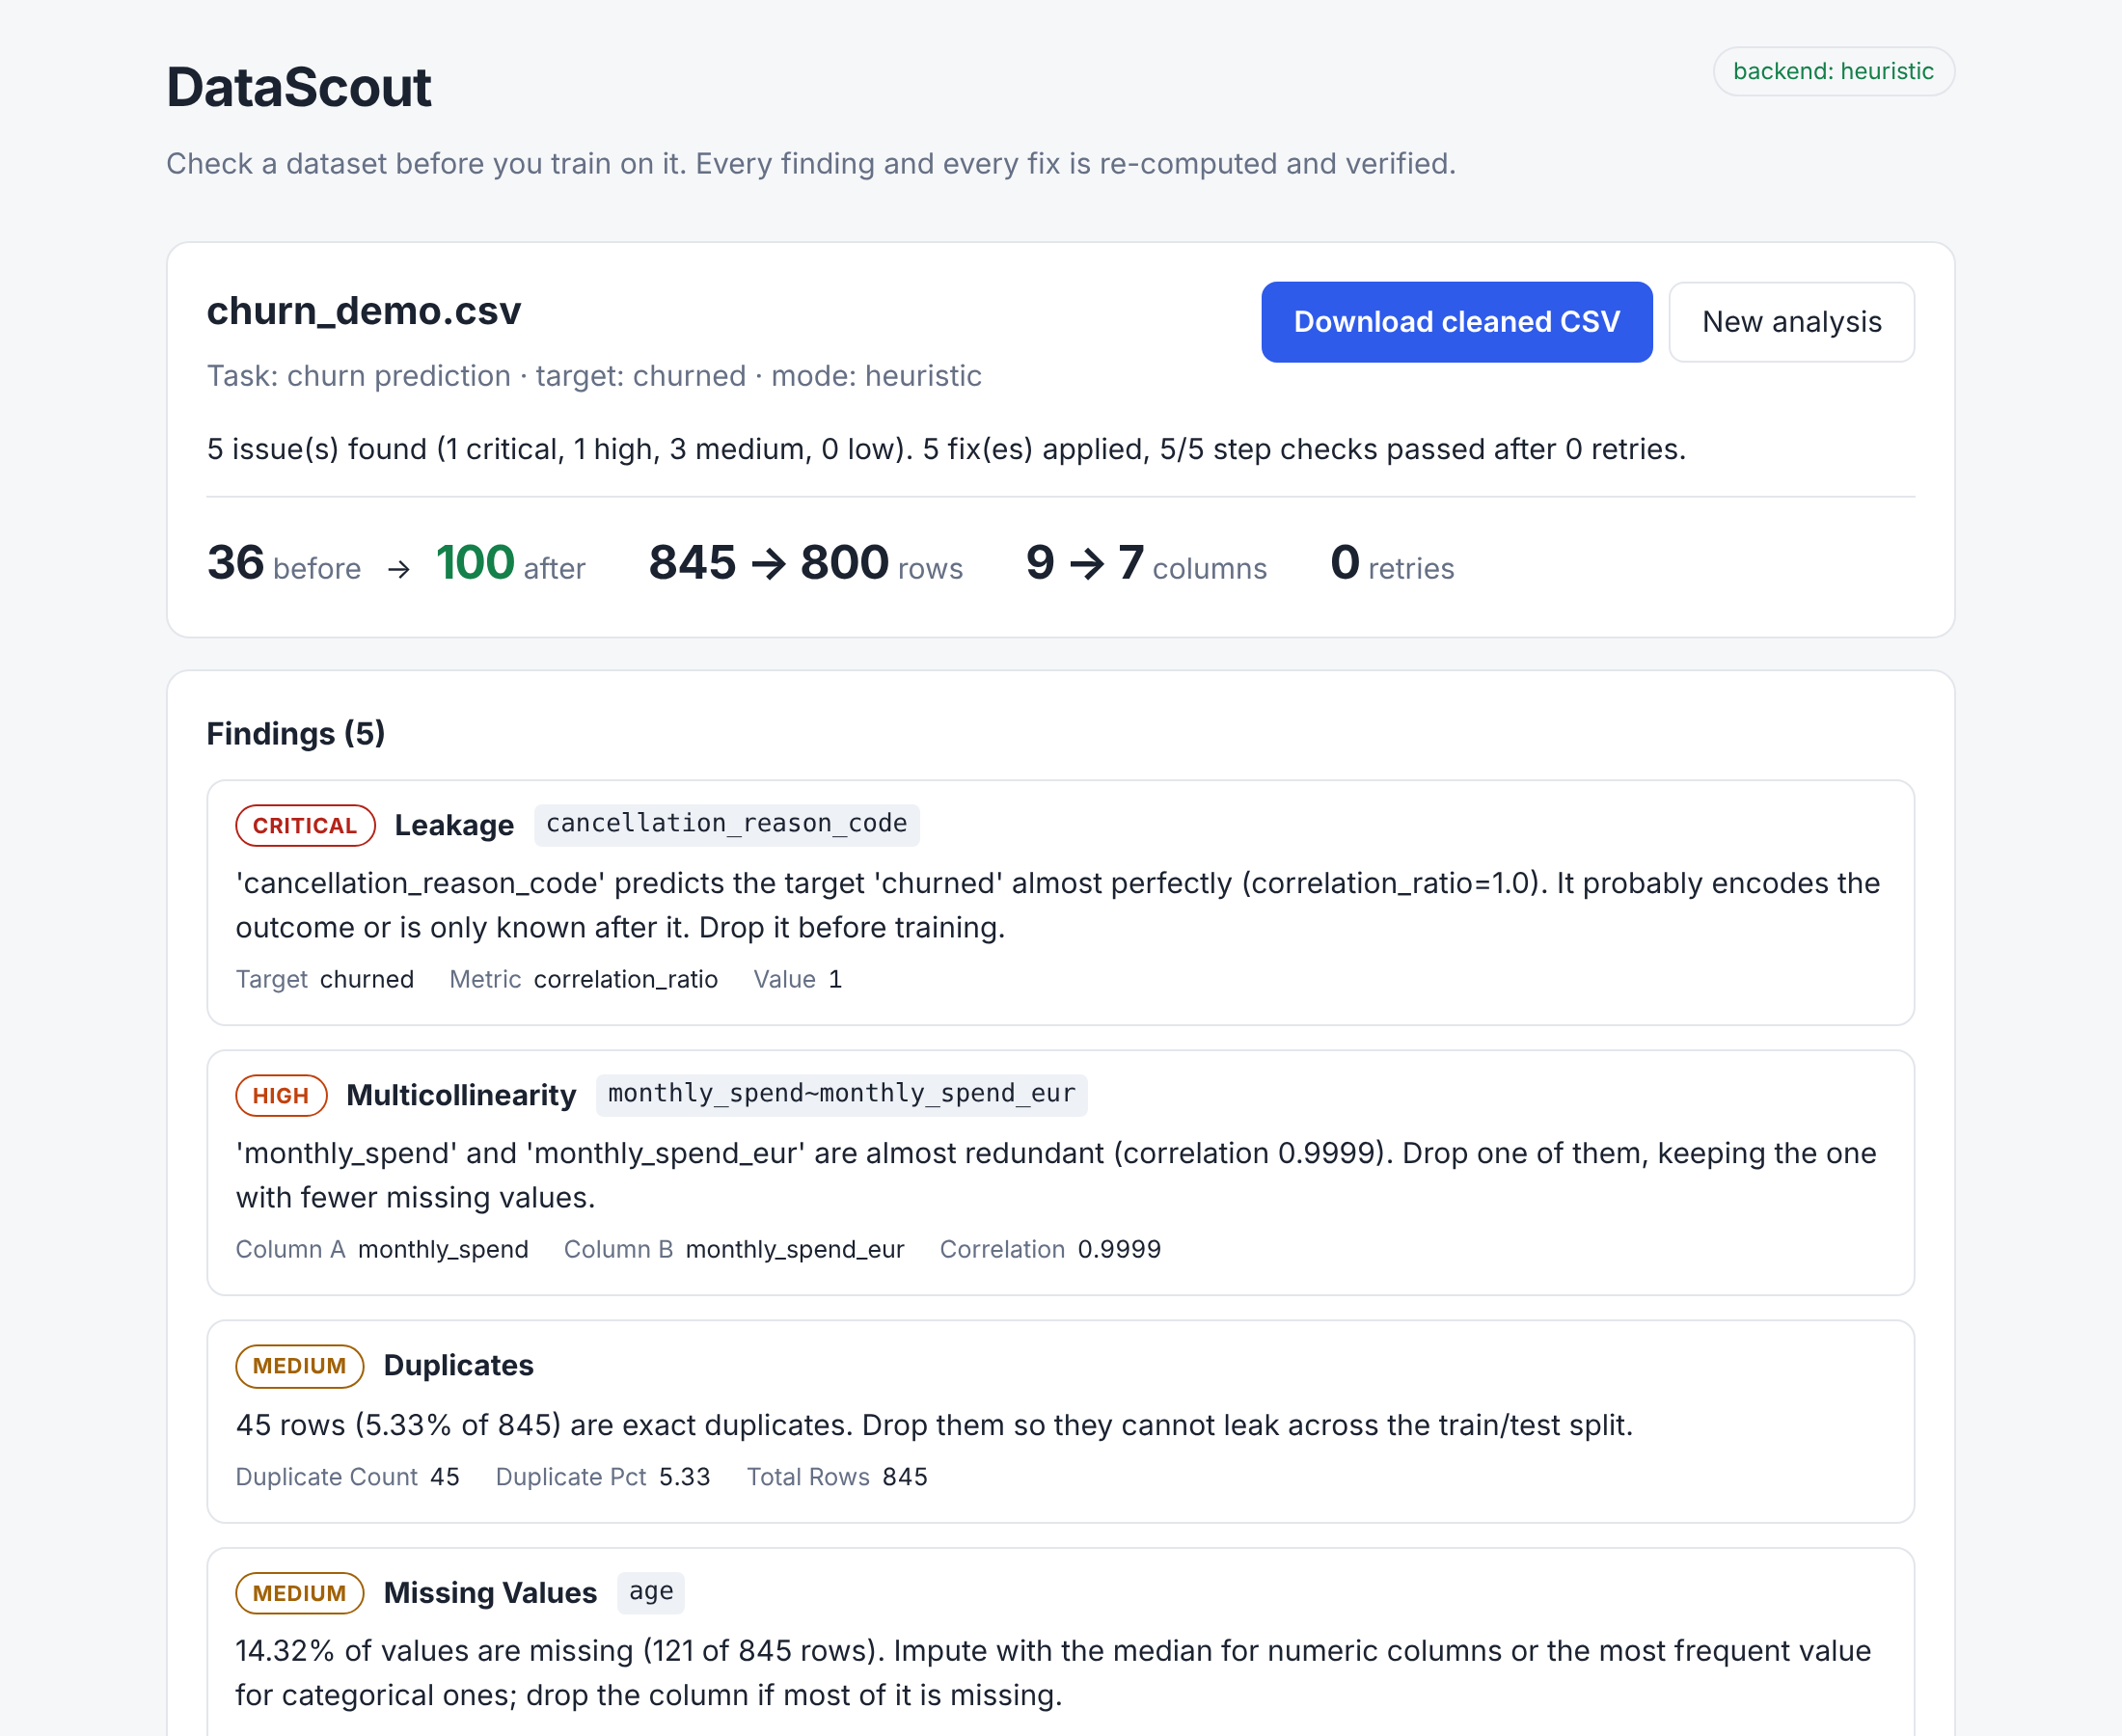 DataScout
backend: heuristic
Check a dataset before you train on it. Every finding and every fix is re-computed and verified.
churn_demo.csv
Download cleaned CSV
New analysis
Task: churn prediction · target: churned · mode: heuristic
5 issue(s) found (1 critical, 1 high, 3 medium, 0 low). 5 fix(es) applied, 5/5 step checks passed after 0 retries.
36 before → 100 after 845 → 800 rows 9 → 7 columns 0 retries
Findings (5)
CRITICAL Leakage cancellation_reason_code
'cancellation_reason_code' predicts the target 'churned' almost perfectly (correlation_ratio=1.0). It probably encodes the
outcome or is only known after it. Drop it before training.
Target churned Metric correlation_ratio Value 1
HIGH Multicollinearity monthly_spend~monthly_spend_eur
'monthly_spend' and 'monthly_spend_eur' are almost redundant (correlation 0.9999). Drop one of them, keeping the one
with fewer missing values.
Column A monthly_spend Column B monthly_spend_eur Correlation 0.9999
MEDIUM Duplicates
45 rows (5.33% of 845) are exact duplicates. Drop them so they cannot leak across the train/test split.
Duplicate Count 45 Duplicate Pct 5.33 Total Rows 845
MEDIUM Missing Values age
14.32% of values are missing (121 of 845 rows). Impute with the median for numeric columns or the most frequent value
for categorical ones; drop the column if most of it is missing.